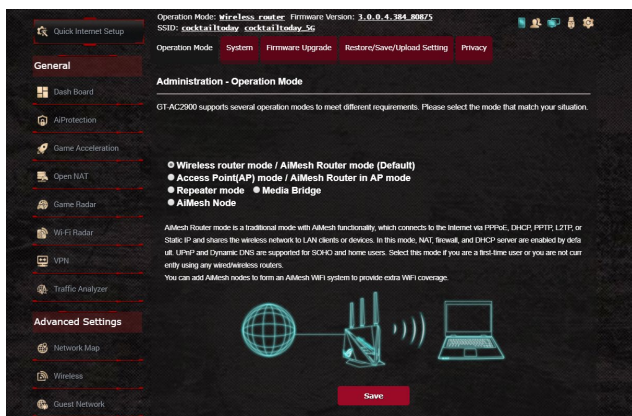 Quick Internet Setup
General
Dash Board
AiProtection
Game Acceleration
Open NAT
Game Radar
Wi-Fi Radar
VPN
Traffic Analyzer
Advanced Settings
Network Map
Wireless
Guest Network
Operation Mode: Wireless router Firmware Version: 3.0.0.4.384_80875
SSID: cocktailtoday cocktailtoday_5G
Operation Mode System Firmware Upgrade Restore/Save/Upload Setting Privacy
Administration - Operation Mode
GT-AC2900 supports several operation modes to meet different requirements. Please select the mode that match your situation.
Wireless router mode / AiMesh Router mode (Default)
Access Point(AP) mode / AiMesh Router in AP mode
Repeater mode Media Bridge
AiMesh Node
AiMesh Router mode is a traditional mode with AiMesh functionality, which connects to the Internet via PPPoE, DHCP, PPTP, L2TP, or
Static IP and shares the wireless network to LAN clients or devices. In this mode, NAT, firewall, and DHCP server are enabled by defa
ult. UPnP and Dynamic DNS are supported for SOHO and home users. Select this mode if you are a first-time user or you are not curr
ently using any wired/wireless routers.
You can add AiMesh nodes to form an AiMesh WiFi system to provide extra WiFi coverage.
Save